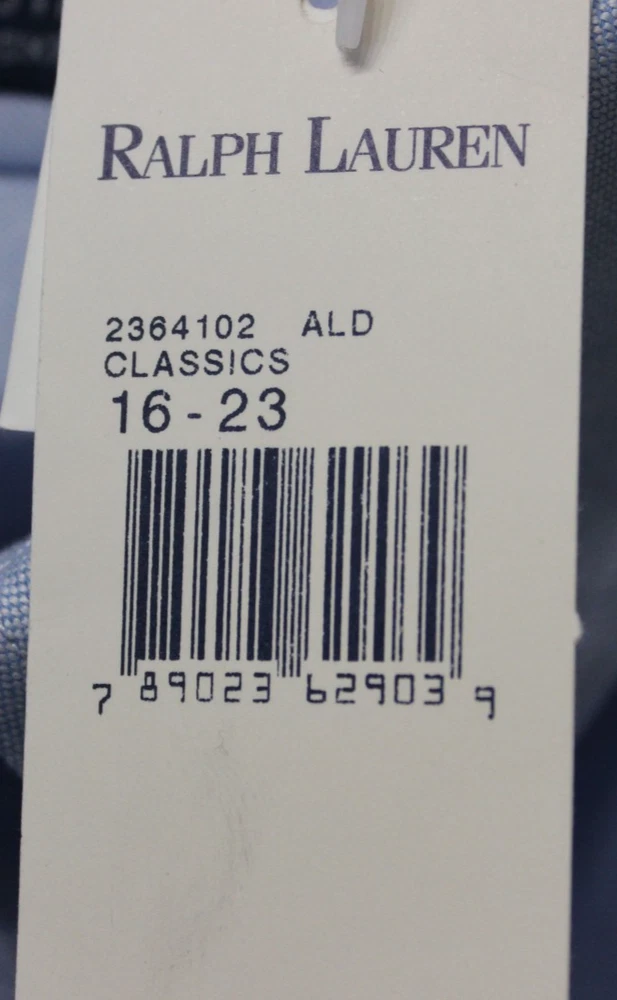 RALPH LAUREN
2364102 ALD
CLASSICS
16-23
7 89023 62903 9